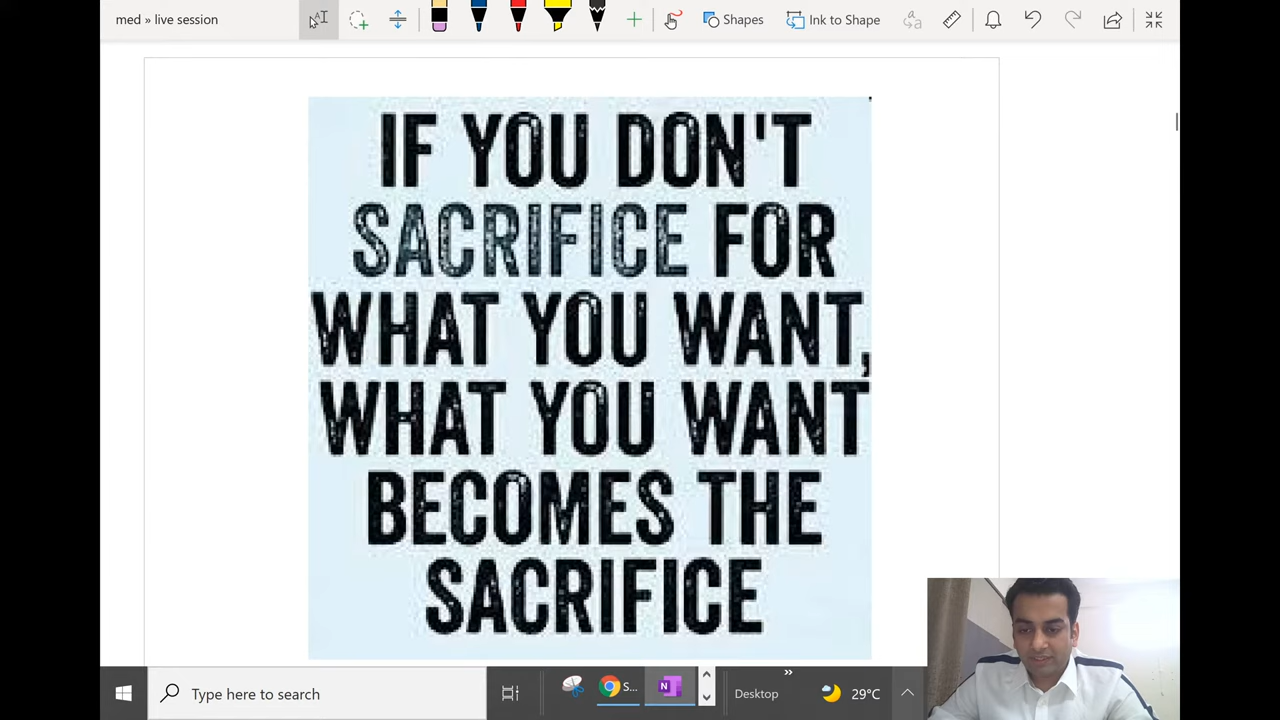 med » live session
Shapes
Ink to Shape
IF YOU DON'T
SACRIFICE FOR
WHAT YOU WANT,
WHAT YOU WANT
BECOMES THE
SACRIFICE
Type here to search
S...
N
Desktop
29°C